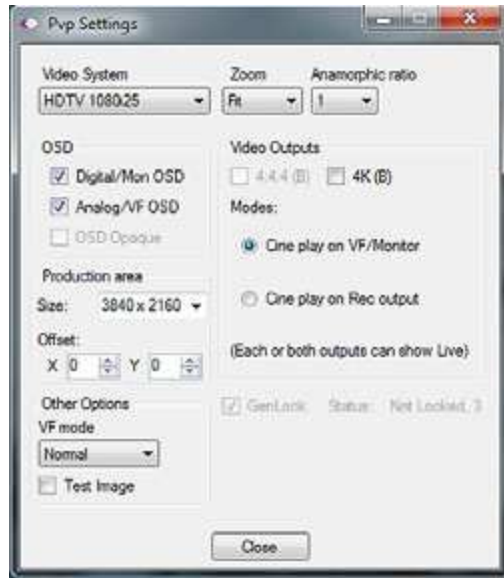 Pvp Settings
Video System Zoom Anamorphic ratio
HDTV 1080i25 Fit 1
OSD
Digital/Mon OSD
Analog/VF OSD
OSD Opaque
Production area
Size: 3840 x 2160
Offset:
X 0 Y 0
Other Options
VF mode
Normal
Test Image
Video Outputs
4:4:4 (B) 4K (B)
Modes:
Cine play on VF/Monitor
Cine play on Rec output
(Each or both outputs can show Live)
GenLock Status: Not Locked, 3
Close